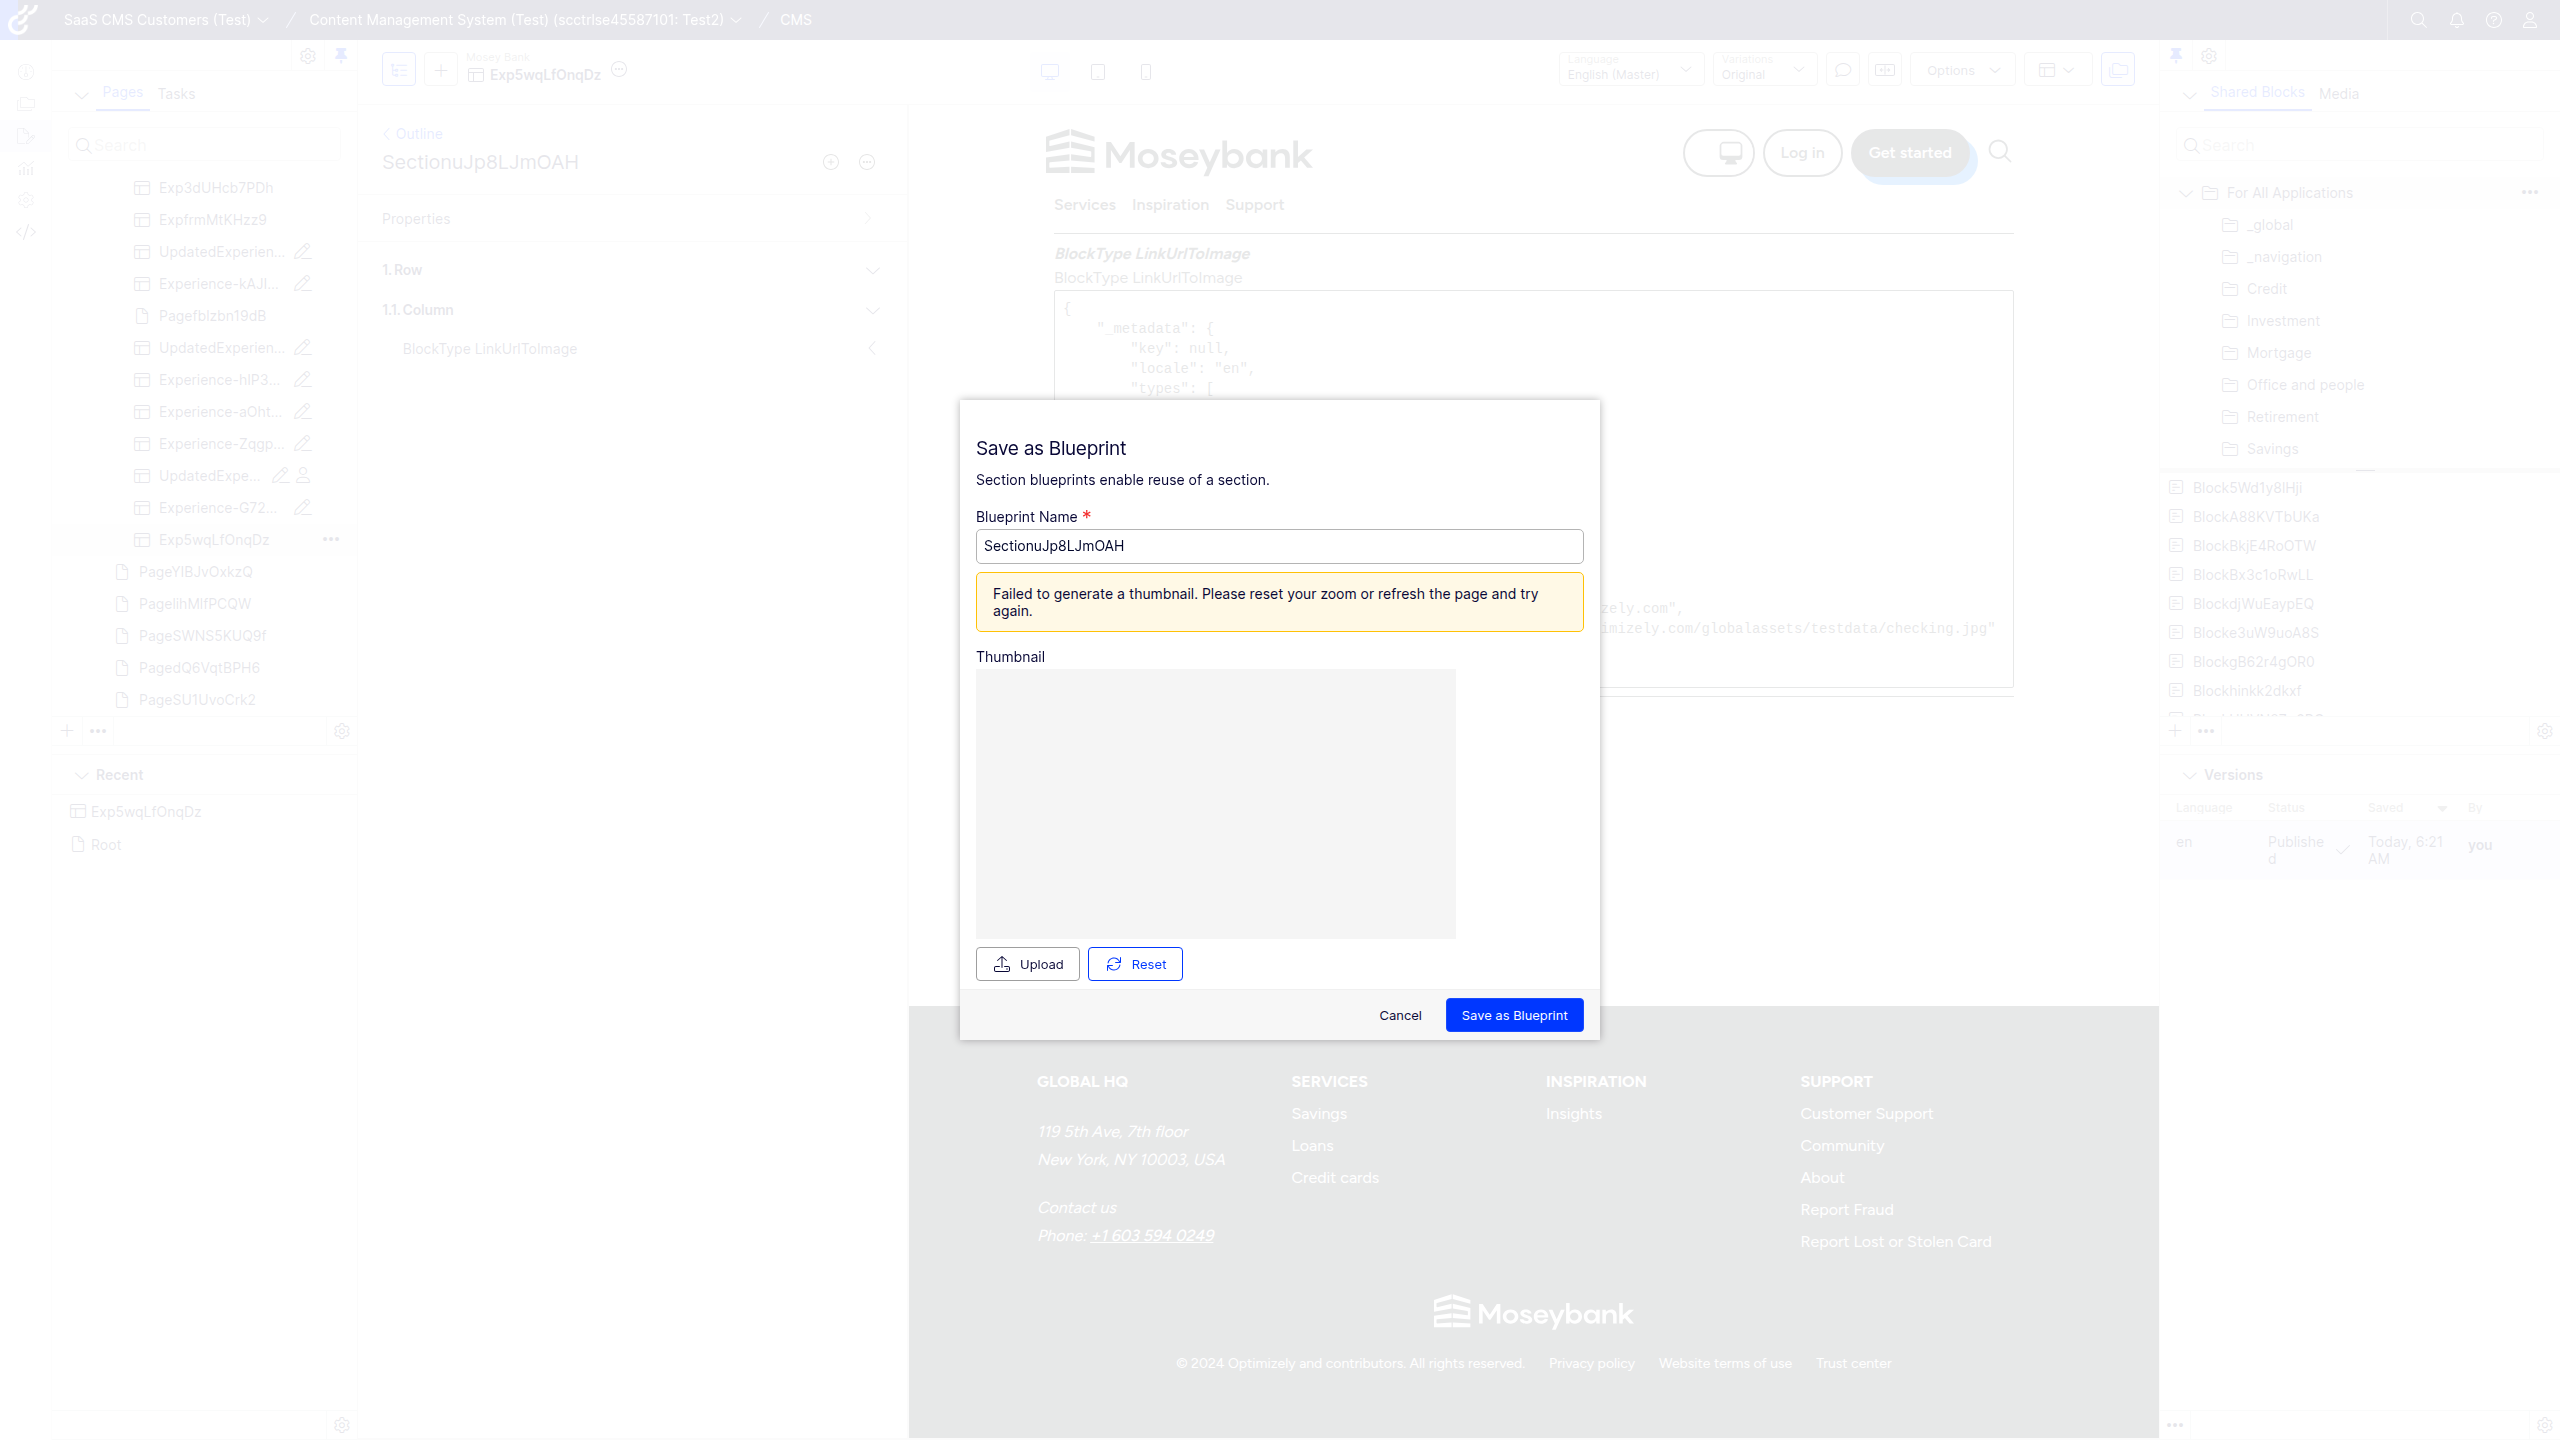 SaaS CMS Customers (Test) / Content Management System (Test) (scctrlse45587101: Test2) / CMS
Pages Tasks
Search
Exp3dUHcb7PDh
ExpfrmMtKHzz9
UpdatedExperien...
Experience-kAJl...
Pagefblzbn19dB
UpdatedExperien...
Experience-hlP3...
Experience-aOht...
Experience-Zqgp...
UpdatedExpe...
Experience-G72...
Exp5wqLfOnqDz
PageYlBJvOxkzQ
PagelihMlfPCQW
PageSWNS5KUQ9f
PagedQ6VqtBPH6
PageSU1UvoCrk2
Recent
Exp5wqLfOnqDz
Root
Mosey Bank
Exp5wqLfOnqDz
Language
English (Master)
Variations
Original
Options
Outline
SectionuJp8LJmOAH
Properties
1. Row
1.1. Column
BlockType LinkUrlToImage
Moseybank
Log in
Get started
Services Inspiration Support
BlockType LinkUrlToImage
BlockType LinkUrlToImage
{
"_metadata": {
"key": null,
"locale": "en",
"types": [
zely.com",
imizely.com/globalassets/testdata/checking.jpg"
Save as Blueprint
Section blueprints enable reuse of a section.
Blueprint Name *
SectionuJp8LJmOAH
Failed to generate a thumbnail. Please reset your zoom or refresh the page and try
again.
Thumbnail
Upload
Reset
Cancel
Save as Blueprint
GLOBAL HQ
119 5th Ave, 7th floor
New York, NY 10003, USA
Contact us
Phone: +1 603 594 0249
SERVICES
Savings
Loans
Credit cards
INSPIRATION
Insights
SUPPORT
Customer Support
Community
About
Report Fraud
Report Lost or Stolen Card
Moseybank
© 2024 Optimizely and contributors. All rights reserved. Privacy policy Website terms of use Trust center
Shared Blocks Media
Search
For All Applications
_global
_navigation
Credit
Investment
Mortgage
Office and people
Retirement
Savings
Block5Wd1y8lHji
BlockA88KVTbUKa
BlockBkjE4RoOTW
BlockBx3c1oRwLL
BlockdjWuEaypEQ
Blocke3uW9uoA8S
BlockgB62r4gOR0
Blockhinkk2dkxf
Versions
Language Status Saved By
en Publishe
d Today, 6:21
AM you